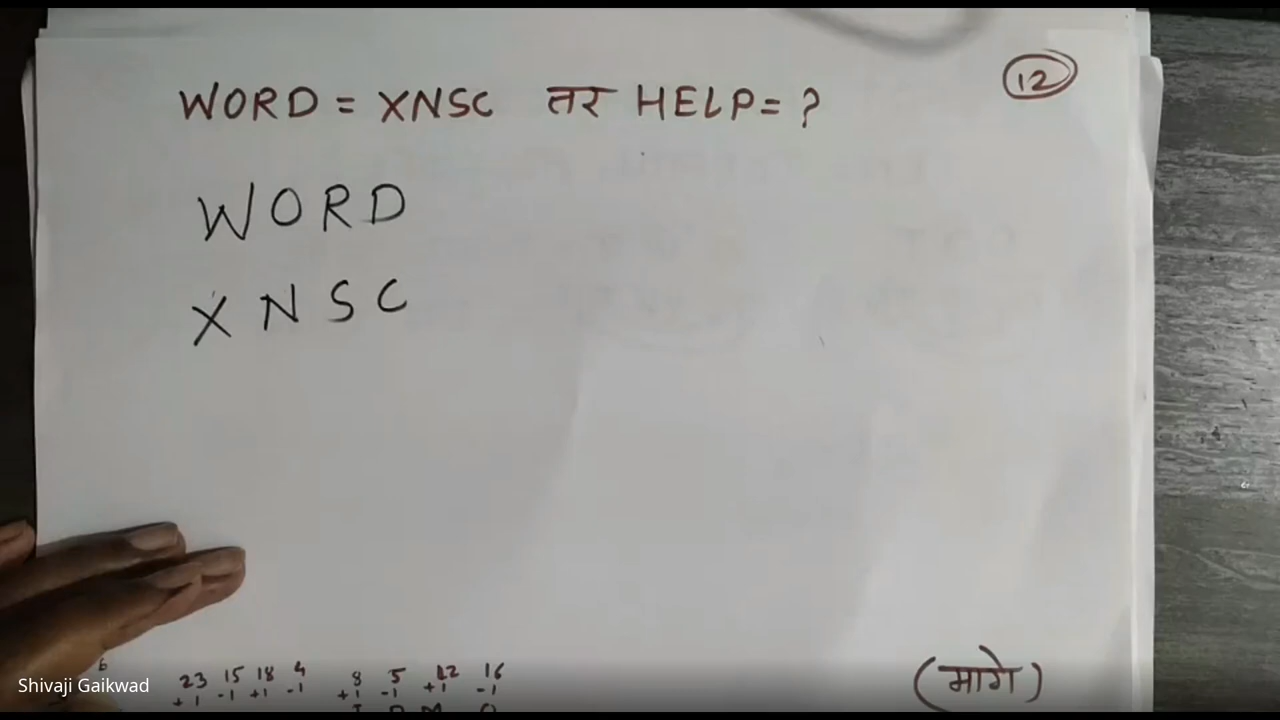 WORD = XNSC तर HELP = ?
12
WORD
XNSC
6
23 15 18 4 8 5 12 16
+1 -1 +1 -1 +1 -1 +1 -1
(मागे)
Shivaji Gaikwad